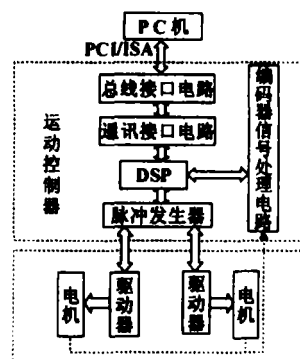 PC机
PCI/ISA
总线接口电路
通讯接口电路
DSP
脉冲发生器
运动控制器
编码器信号处理电路
电机
驱动器
驱动器
电机